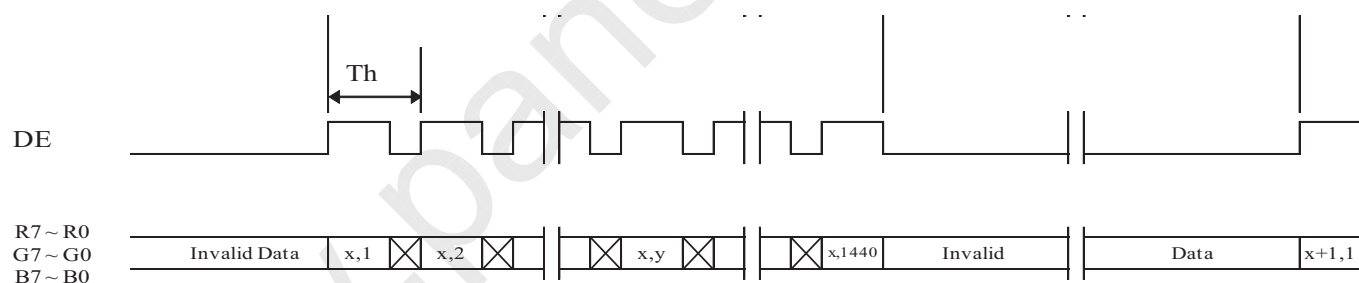 Th
DE
R7~R0
G7~G0
B7~B0
Invalid Data x,1 x,2 x,y x,1440 Invalid Data x+1,1